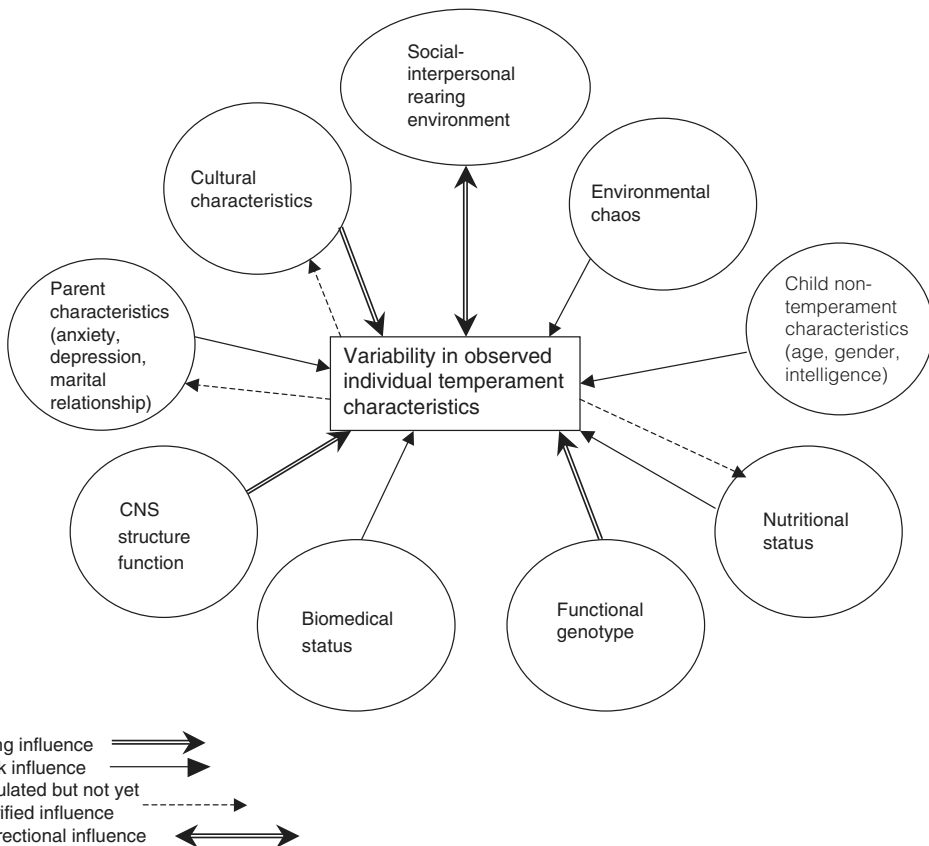 Social-
interpersonal
rearing
environment
Cultural
characteristics
Environmental
chaos
Parent
characteristics
(anxiety,
depression,
marital
relationship)
Child non-
temperament
characteristics
(age, gender,
intelligence)
Variability in observed
individual temperament
characteristics
CNS
structure
function
Biomedical
status
Functional
genotype
Nutritional
status
ng influence
k influence
ulated but not yet
rified influence
rectional influence